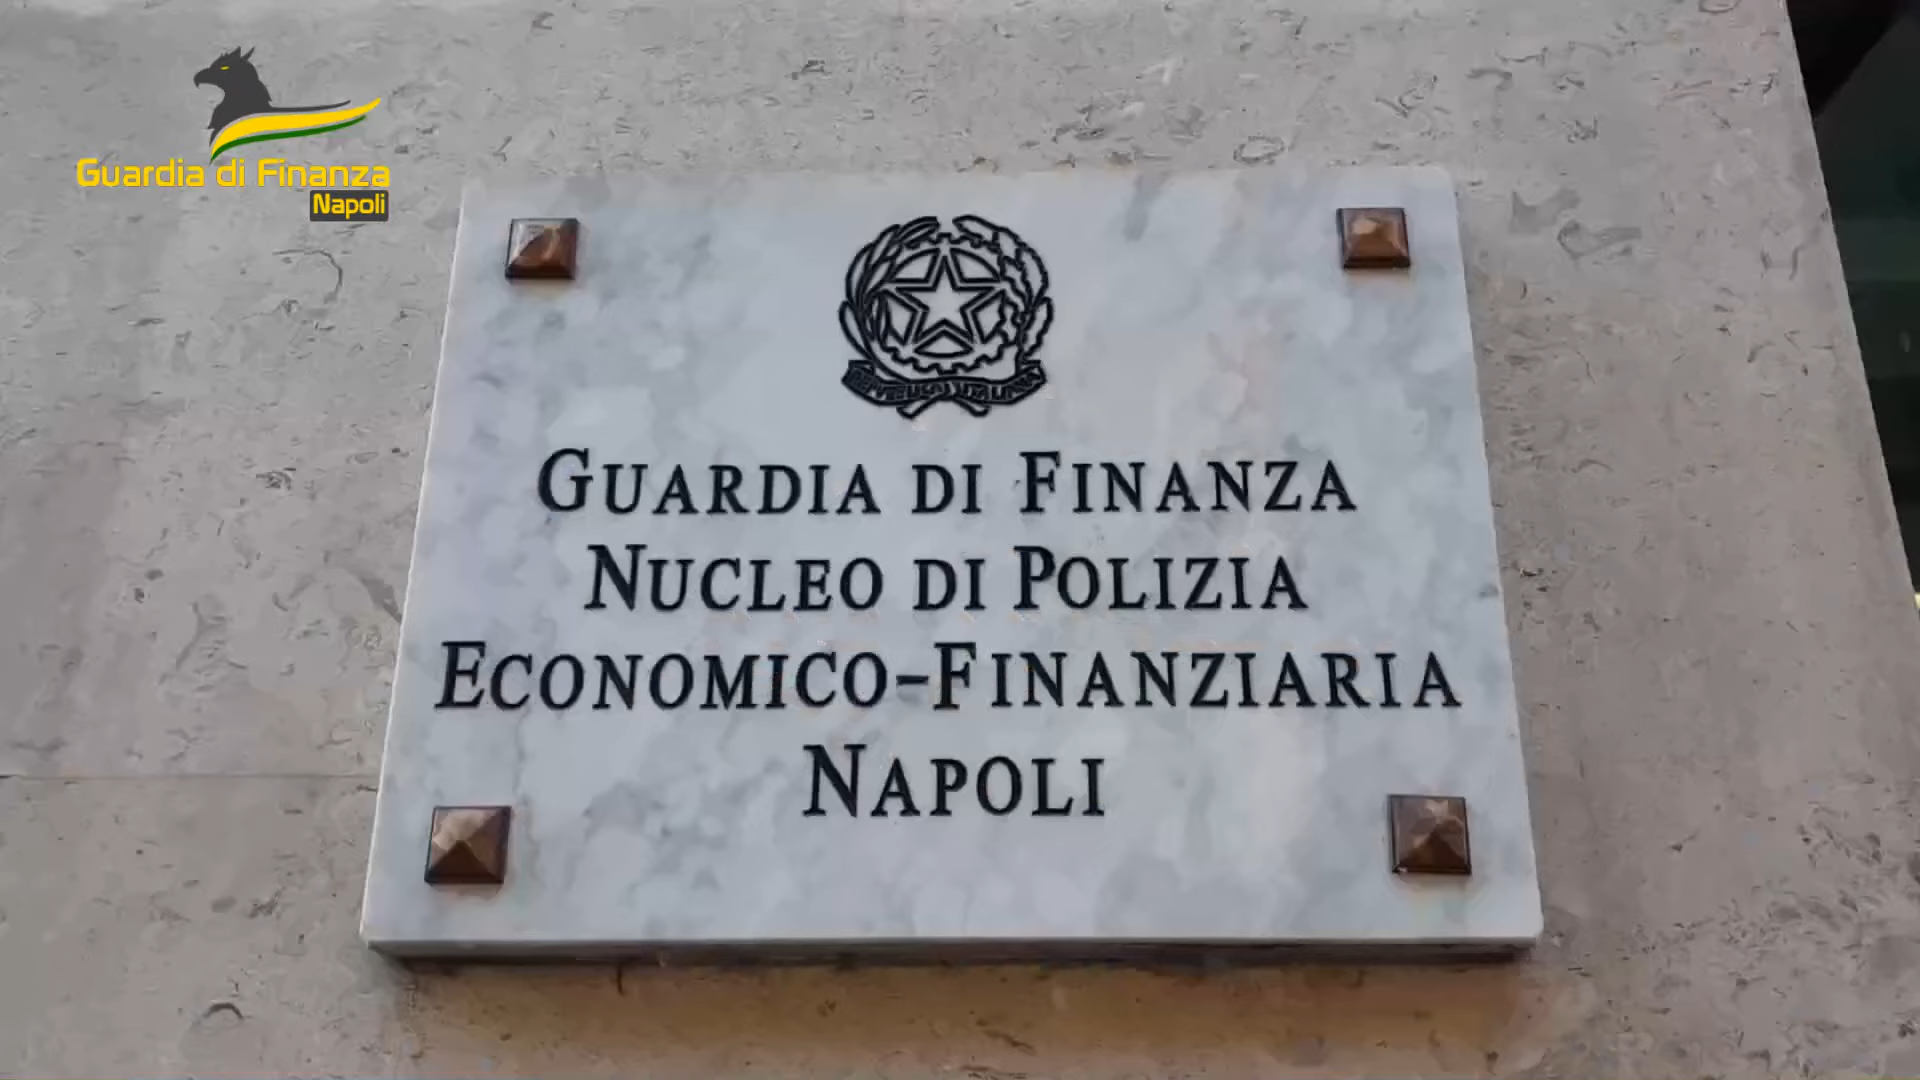 Guardia di Finanza
Napoli
GUARDIA DI FINANZA
NUCLEO DI POLIZIA
ECONOMICO-FINANZIARIA
NAPOLI